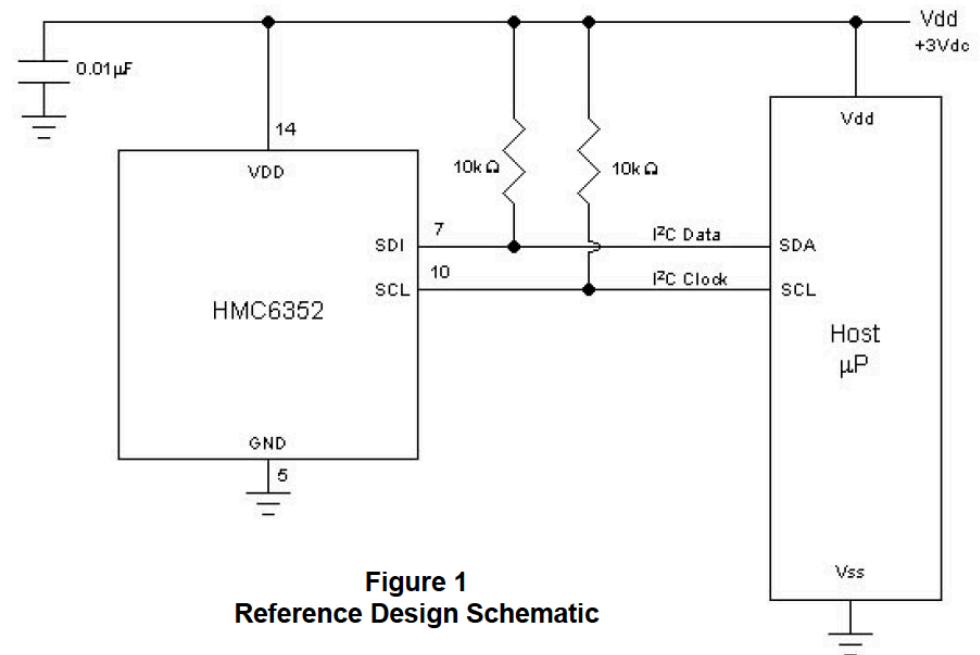 Vdd
+3Vdc
0.01µF
14
VDD
Vdd
10kΩ
10kΩ
7
I²C Data
SDI
SDA
10
I²C Clock
SCL
SCL
HMC6352
Host
µP
GND
5
Vss
Figure 1
Reference Design Schematic